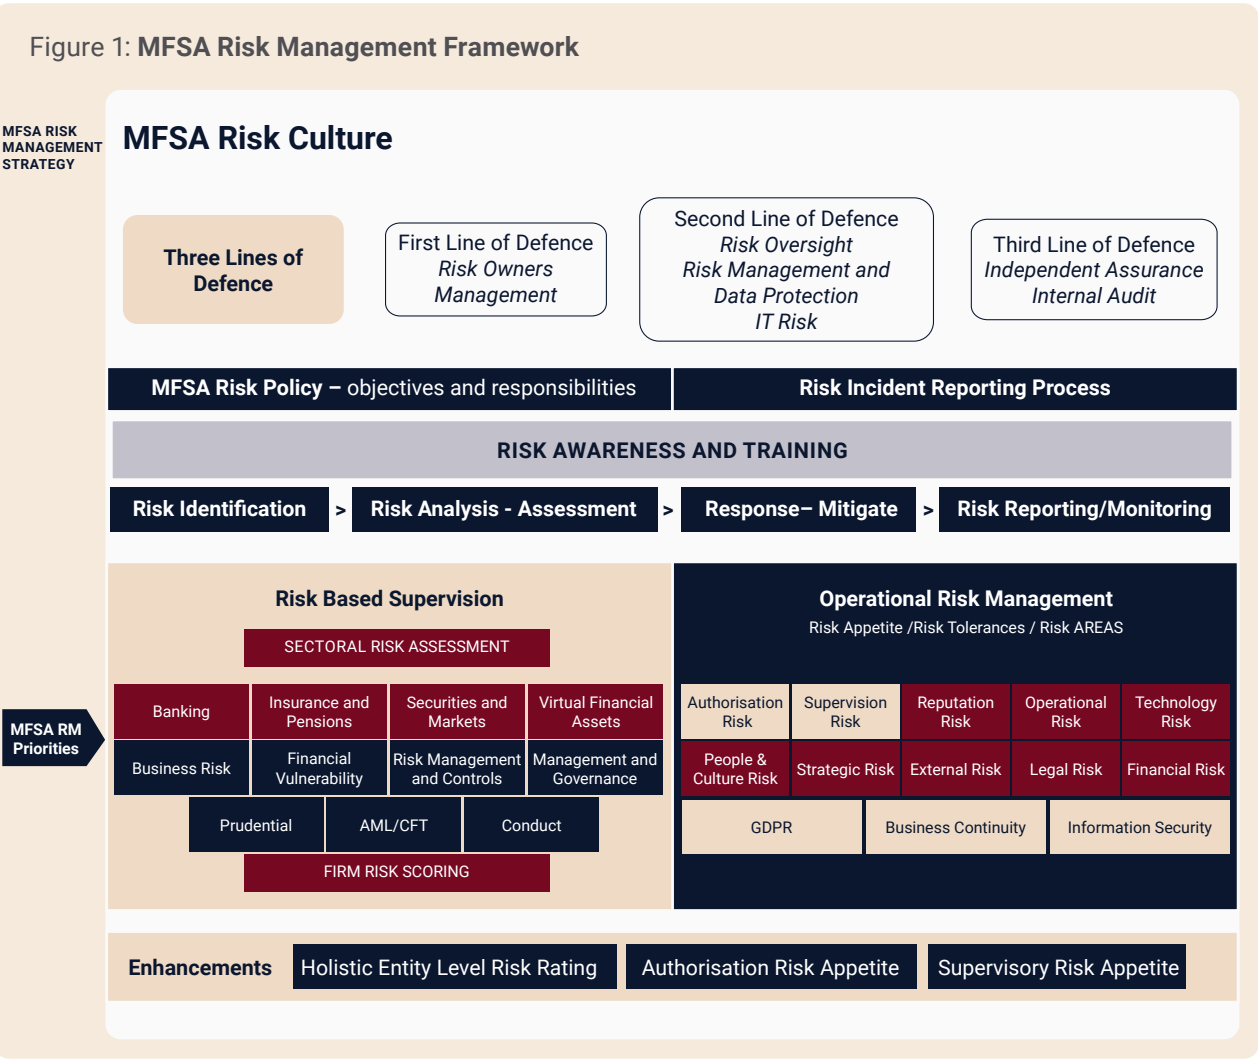 Figure 1: MFSA Risk Management Framework
MFSA RISK
MANAGEMENT
STRATEGY
MFSA Risk Culture
Three Lines of
Defence
First Line of Defence
Risk Owners
Management
Second Line of Defence
Risk Oversight
Risk Management and
Data Protection
IT Risk
Third Line of Defence
Independent Assurance
Internal Audit
MFSA Risk Policy – objectives and responsibilities
Risk Incident Reporting Process
RISK AWARENESS AND TRAINING
Risk Identification > Risk Analysis - Assessment > Response– Mitigate > Risk Reporting/Monitoring
MFSA RM
Priorities
Risk Based Supervision
SECTORAL RISK ASSESSMENT
Banking
Insurance and
Pensions
Securities and
Markets
Virtual Financial
Assets
Business Risk
Financial
Vulnerability
Risk Management
and Controls
Management and
Governance
Prudential
AML/CFT
Conduct
FIRM RISK SCORING
Operational Risk Management
Risk Appetite /Risk Tolerances / Risk AREAS
Authorisation
Risk
Supervision
Risk
Reputation
Risk
Operational
Risk
Technology
Risk
People &
Culture Risk
Strategic Risk
External Risk
Legal Risk
Financial Risk
GDPR
Business Continuity
Information Security
Enhancements
Holistic Entity Level Risk Rating
Authorisation Risk Appetite
Supervisory Risk Appetite